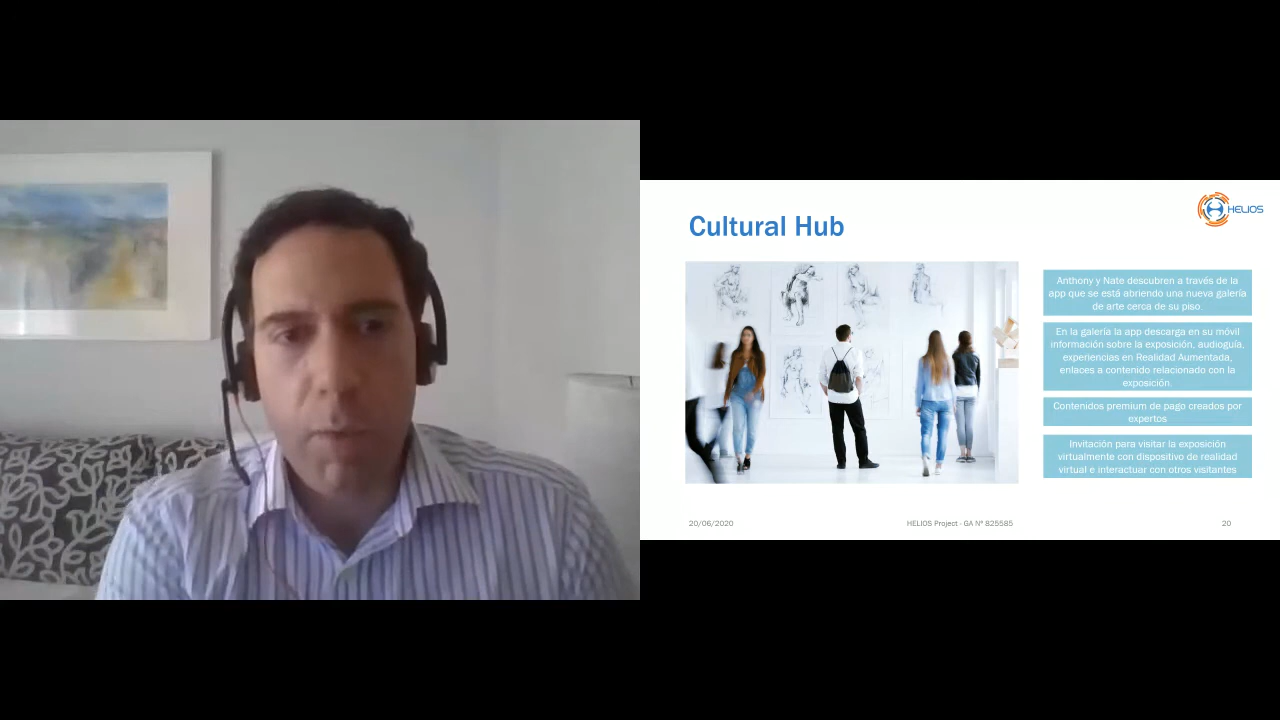 HELIOS
Cultural Hub
Anthony y Nate descubren a través de la
app que se está abriendo una nueva galería
de arte cerca de su piso.
En la galería la app descarga en su móvil
información sobre la exposición, audioguía,
experiencias en Realidad Aumentada,
enlaces a contenido relacionado con la
exposición.
Contenidos premium de pago creados por
expertos
Invitación para visitar la exposición
virtualmente con dispositivo de realidad
virtual e interactuar con otros visitantes
20/06/2020
HELIOS Project - GA Nº 825585
20